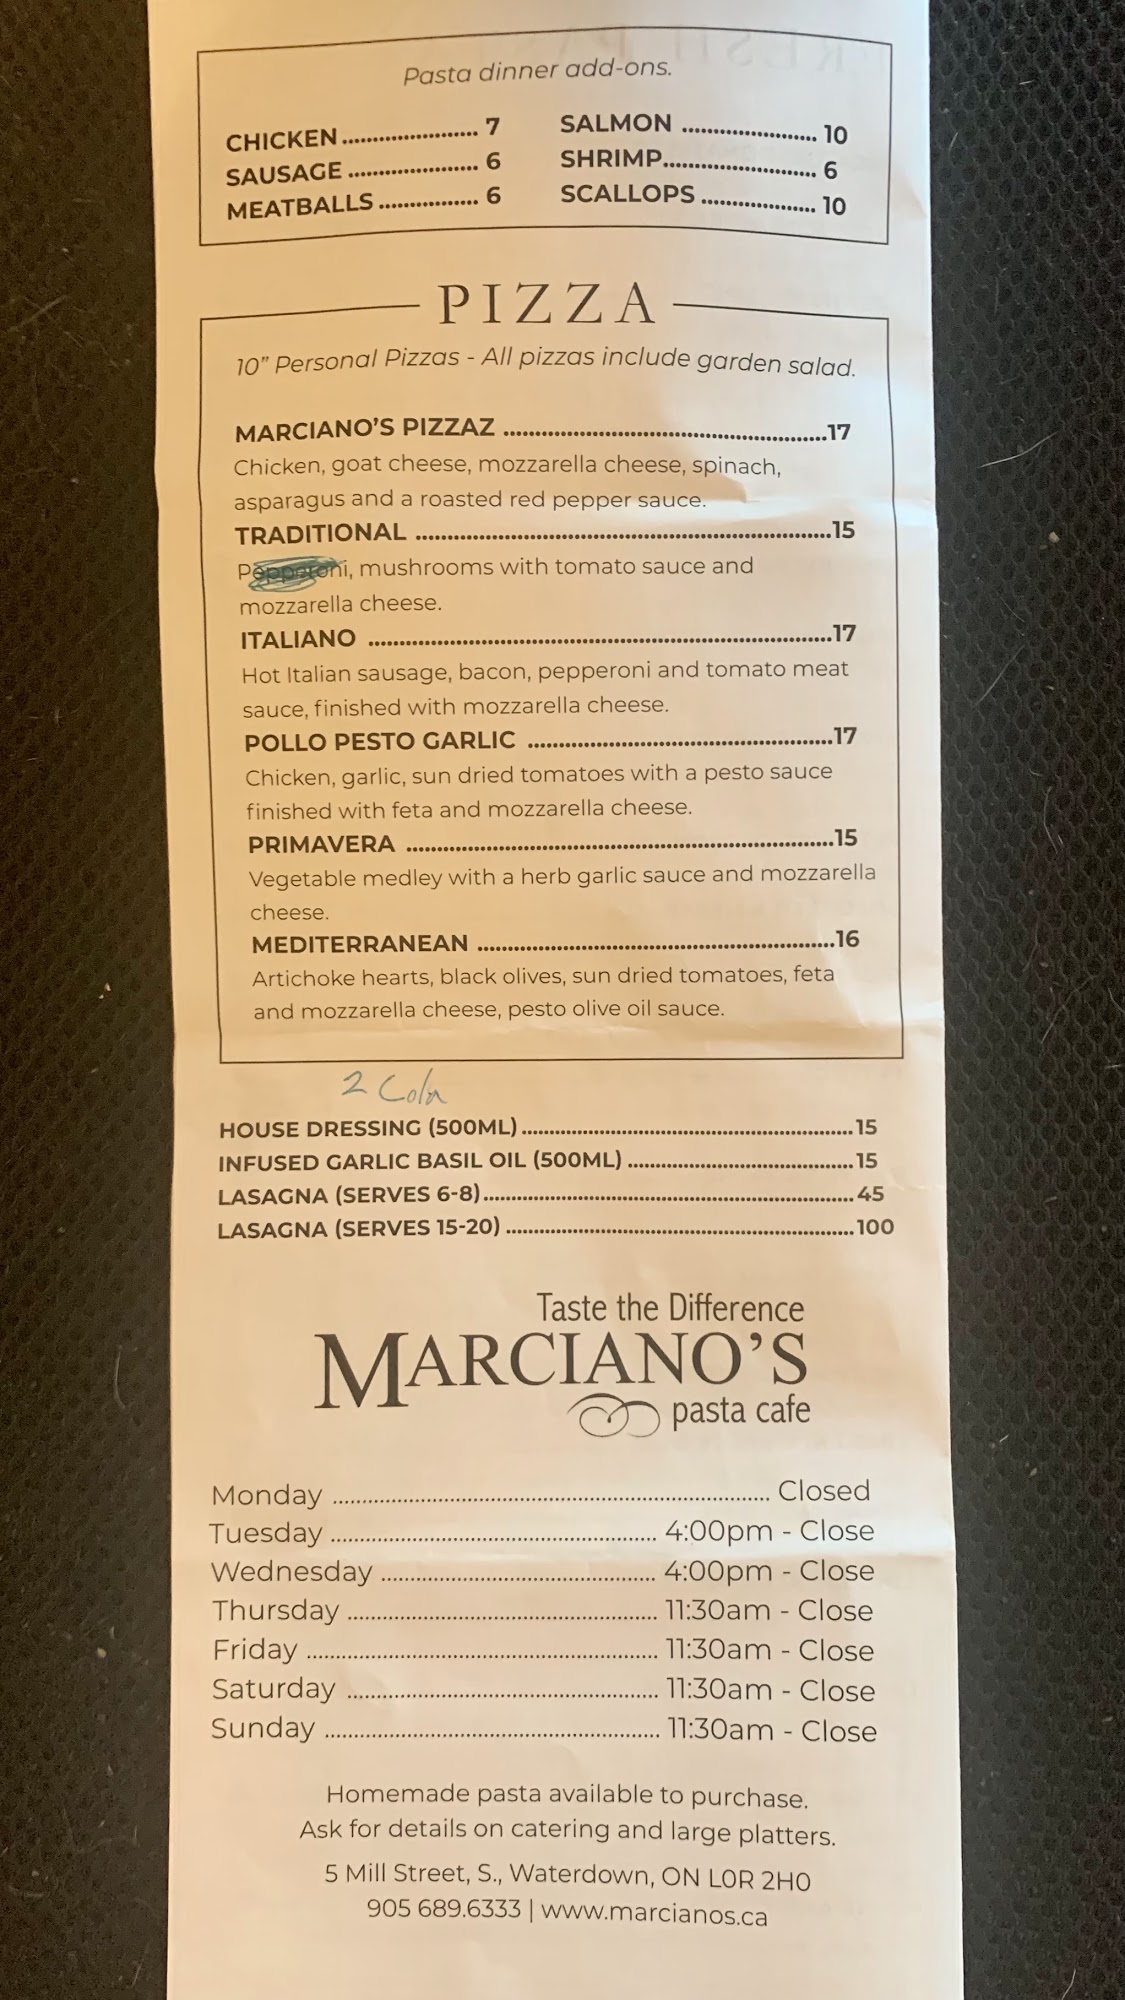 Pasta dinner add-ons.
CHICKEN ...................... 7
SAUSAGE ..................... 6
MEATBALLS ................ 6
SALMON ...................... 10
SHRIMP......................... 6
SCALLOPS ................... 10
PIZZA
10” Personal Pizzas - All pizzas include garden salad.
MARCIANO’S PIZZAZ ......................................................17
Chicken, goat cheese, mozzarella cheese, spinach,
asparagus and a roasted red pepper sauce.
TRADITIONAL ......................................................................15
Pepperoni, mushrooms with tomato sauce and
mozzarella cheese.
ITALIANO ..............................................................................17
Hot Italian sausage, bacon, pepperoni and tomato meat
sauce, finished with mozzarella cheese.
POLLO PESTO GARLIC ...................................................17
Chicken, garlic, sun dried tomatoes with a pesto sauce
finished with feta and mozzarella cheese.
PRIMAVERA ........................................................................15
Vegetable medley with a herb garlic sauce and mozzarella
cheese.
MEDITERRANEAN ............................................................16
Artichoke hearts, black olives, sun dried tomatoes, feta
and mozzarella cheese, pesto olive oil sauce.
2 Cola
HOUSE DRESSING (500ML)............................................................15
INFUSED GARLIC BASIL OIL (500ML) .........................................15
LASAGNA (SERVES 6-8)....................................................................45
LASAGNA (SERVES 15-20) ...............................................................100
Taste the Difference
MARCIANO’S
pasta cafe
Monday ........................................................................... Closed
Tuesday ........................................................ 4:00pm - Close
Wednesday ............................................... 4:00pm - Close
Thursday ..................................................... 11:30am - Close
Friday ............................................................ 11:30am - Close
Saturday ..................................................... 11:30am - Close
Sunday ......................................................... 11:30am - Close
Homemade pasta available to purchase.
Ask for details on catering and large platters.
5 Mill Street, S., Waterdown, ON L0R 2H0
905 689.6333 | www.marcianos.ca